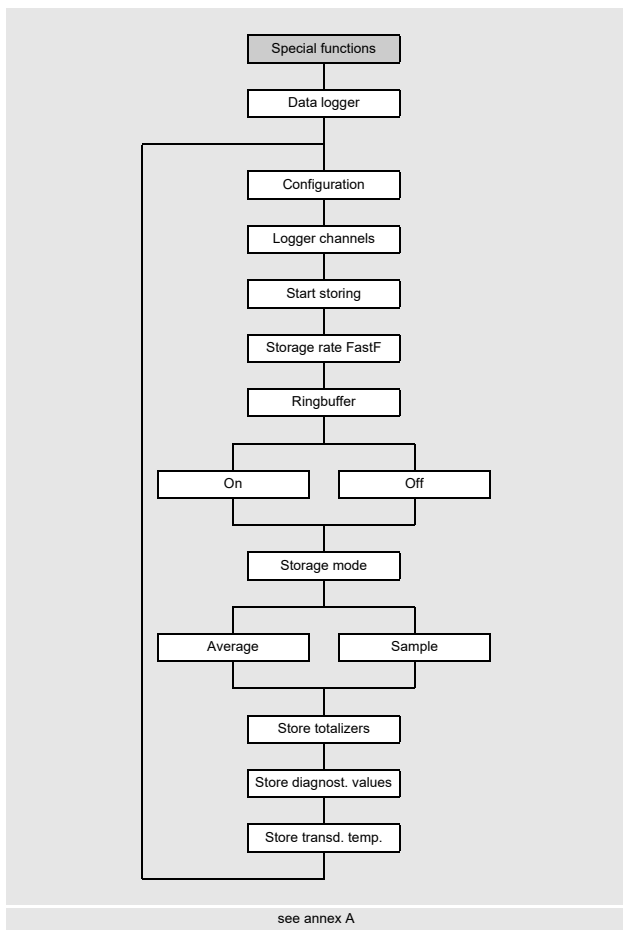 Special functions
Data logger
Configuration
Logger channels
Start storing
Storage rate FastF
Ringbuffer
On
Off
Storage mode
Average
Sample
Store totalizers
Store diagnost. values
Store transd. temp.
see annex A